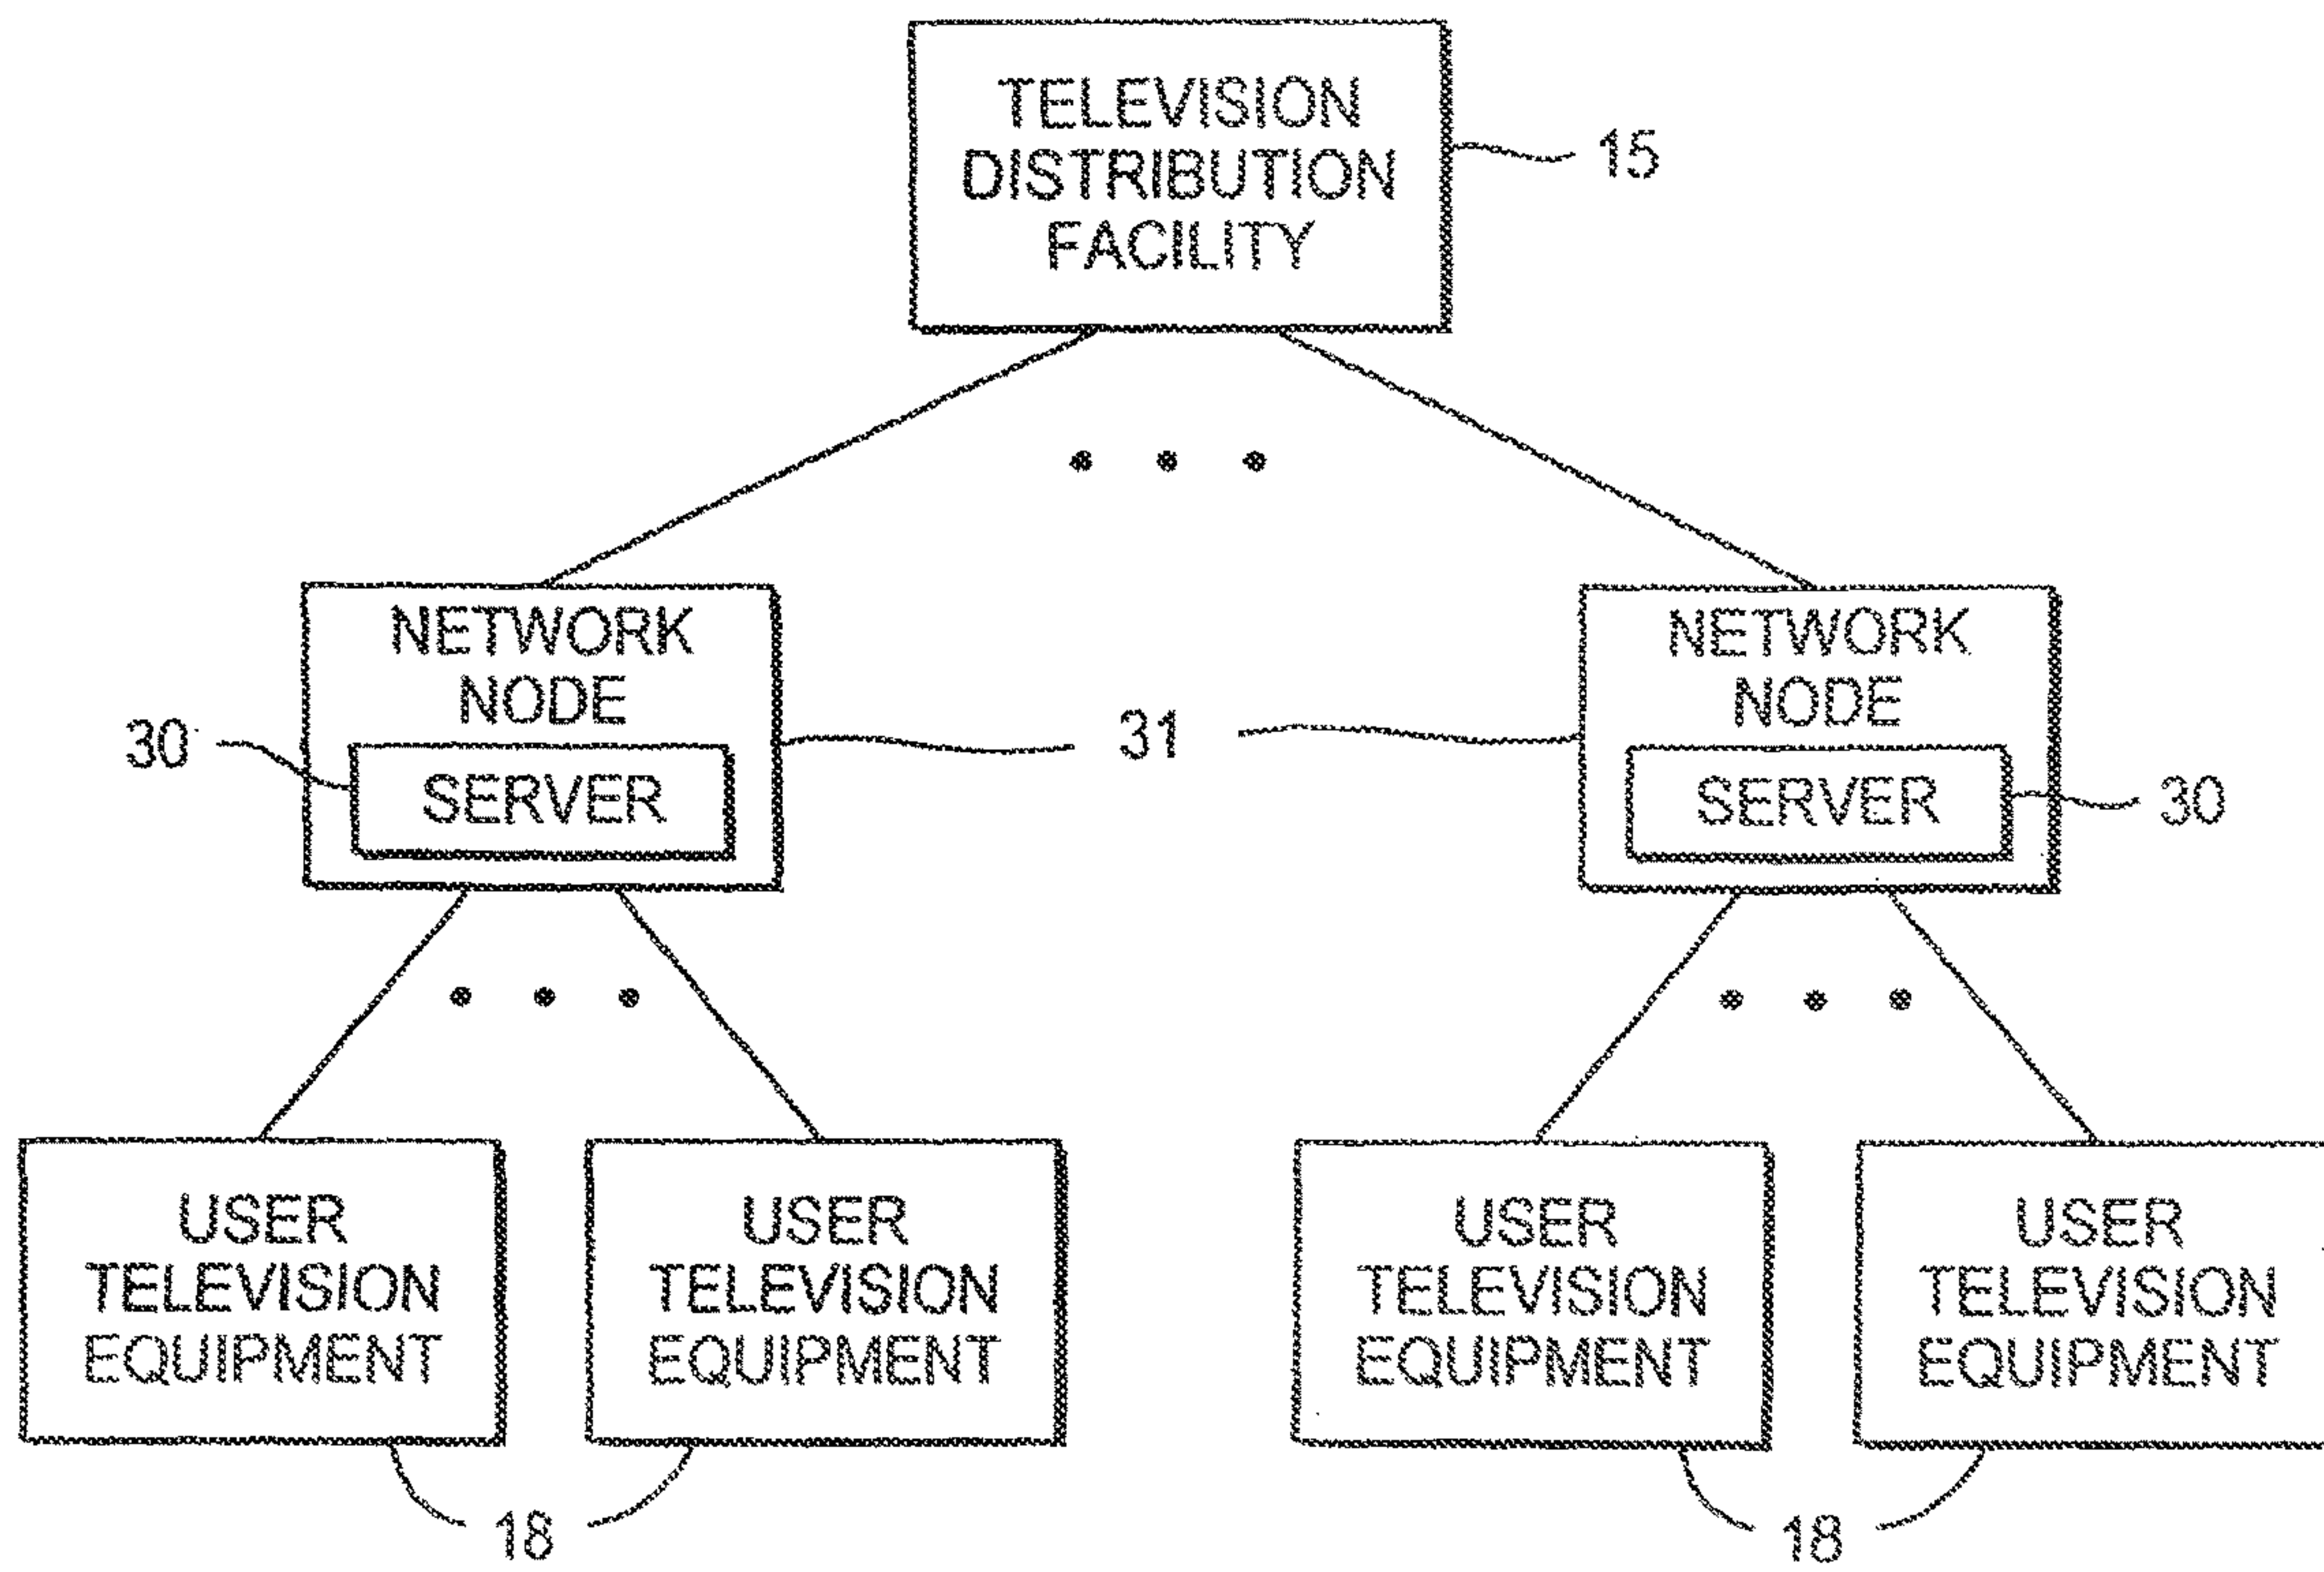 TELEVISION
DISTRIBUTION
FACILITY
15
NETWORK
NODE
SERVER
30
31
NETWORK
NODE
SERVER
30
USER
TELEVISION
EQUIPMENT
USER
TELEVISION
EQUIPMENT
18
USER
TELEVISION
EQUIPMENT
USER
TELEVISION
EQUIPMENT
18